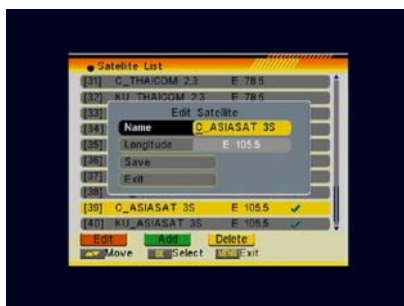 Satellite List
[31] C_THAICOM 2,3 E 78.5
[32] KU_THAICOM 2,3 E 78.5
[33]
Edit Satellite
[34]
Name C_ASIASAT 3S
[35]
Longitude E 105.5
[36]
Save
[37]
Exit
[38]
[39] C_ASIASAT 3S E 105.5
[40] KU_ASIASAT 3S E 105.5
Edit Add Delete
Move OK Select MENU Exit